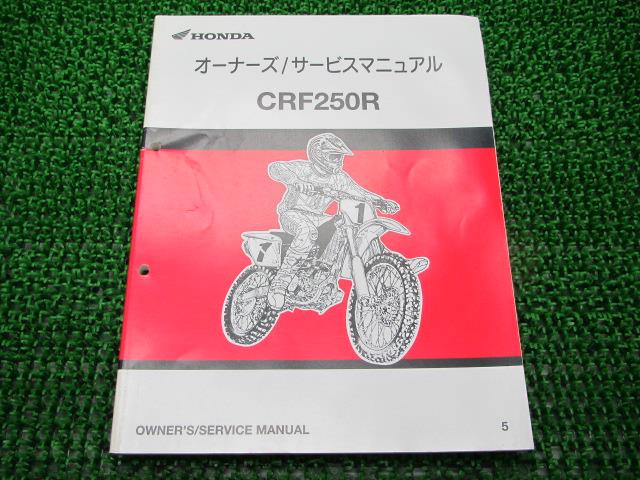 HONDA
オーナーズ/サービスマニュアル
CRF250R
1
1
OWNER'S/SERVICE MANUAL 5